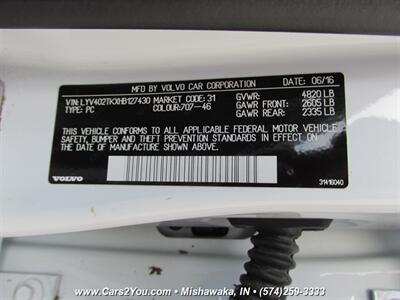 MFD BY VOLVO CAR CORPORATION DATE: 06/16
VIN: LYV402TKXHB127430 MARKET CODE: 31 GVWR: 4820 LB
TYPE: PC COLOUR: 707-46 GAWR FRONT: 2605 LB
GAWR REAR: 2335 LB
THIS VEHICLE CONFORMS TO ALL APPLICABLE FEDERAL MOTOR VEHICLE
SAFETY, BUMPER, AND THEFT PREVENTION STANDARDS IN EFFECT ON
THE DATE OF MANUFACTURE SHOWN ABOVE
VOLVO 31416040
www.Cars2You.com - Mishawaka, IN (574)-259-3333